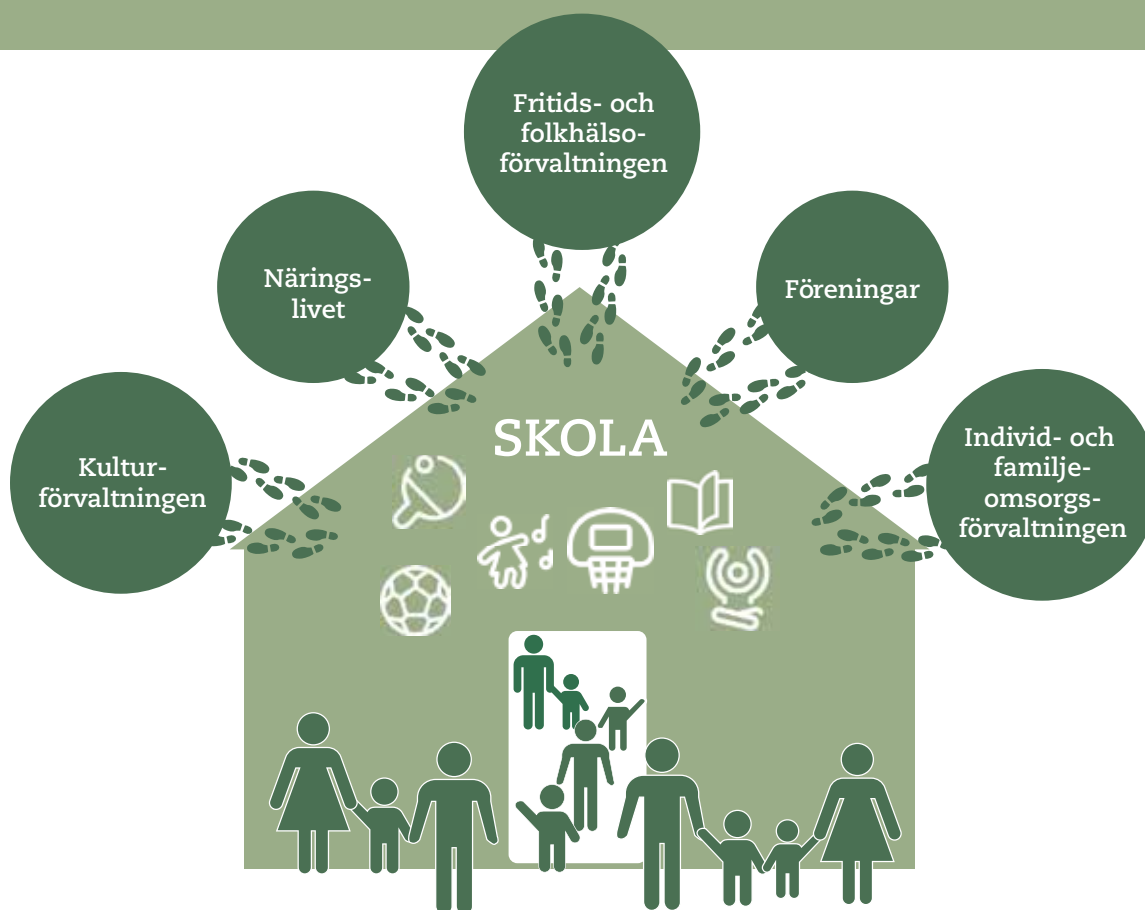 Fritids- och
folkhälso-
förvaltningen
Närings-
livet
Föreningar
Kultur-
förvaltningen
SKOLA
Individ- och
familje-
omsorgs-
förvaltningen